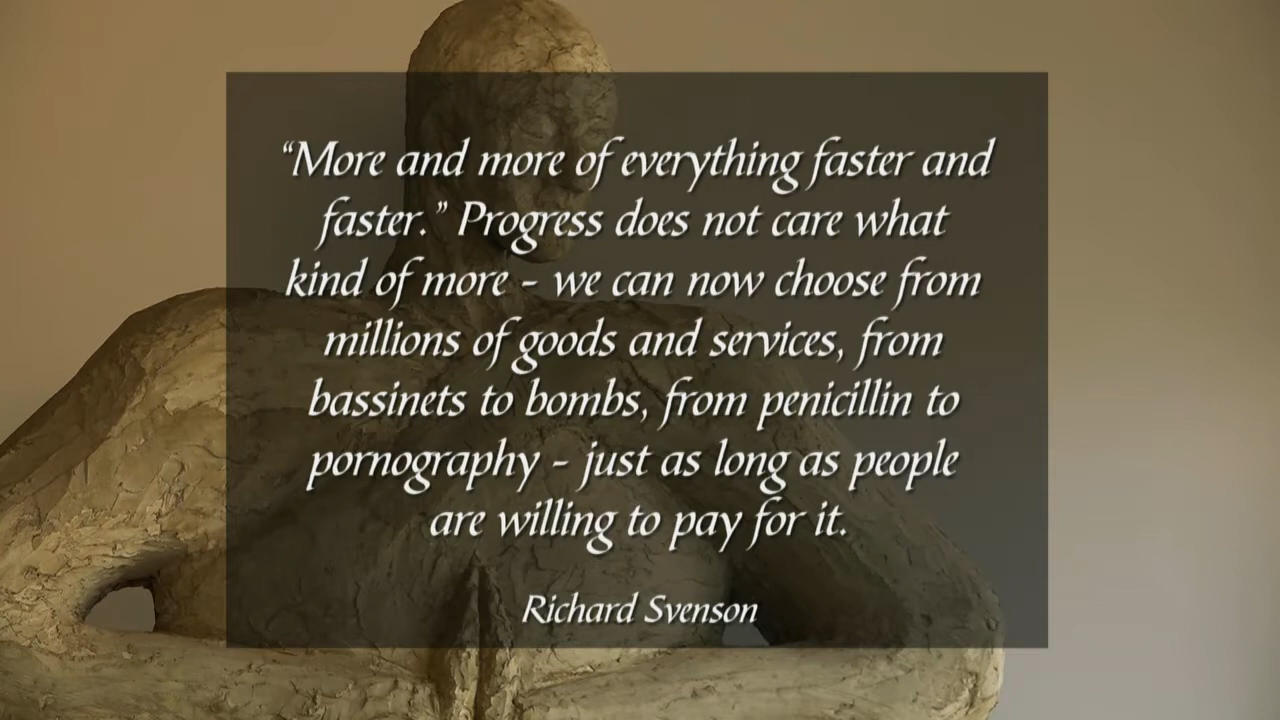 “More and more of everything faster and
faster.” Progress does not care what
kind of more - we can now choose from
millions of goods and services, from
bassinets to bombs, from penicillin to
pornography - just as long as people
are willing to pay for it.
Richard Svenson